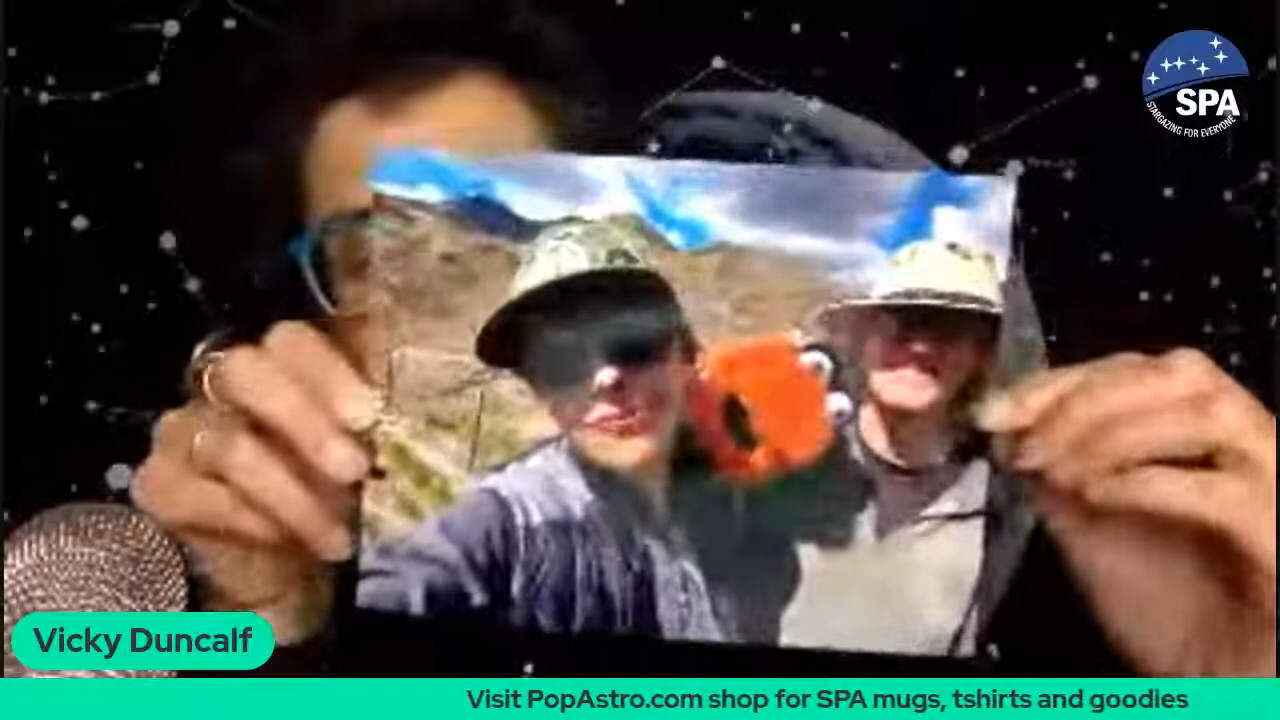 SPA
STARGAZING FOR EVERYONE
Vicky Duncalf
Visit PopAstro.com shop for SPA mugs, tshirts and goodies